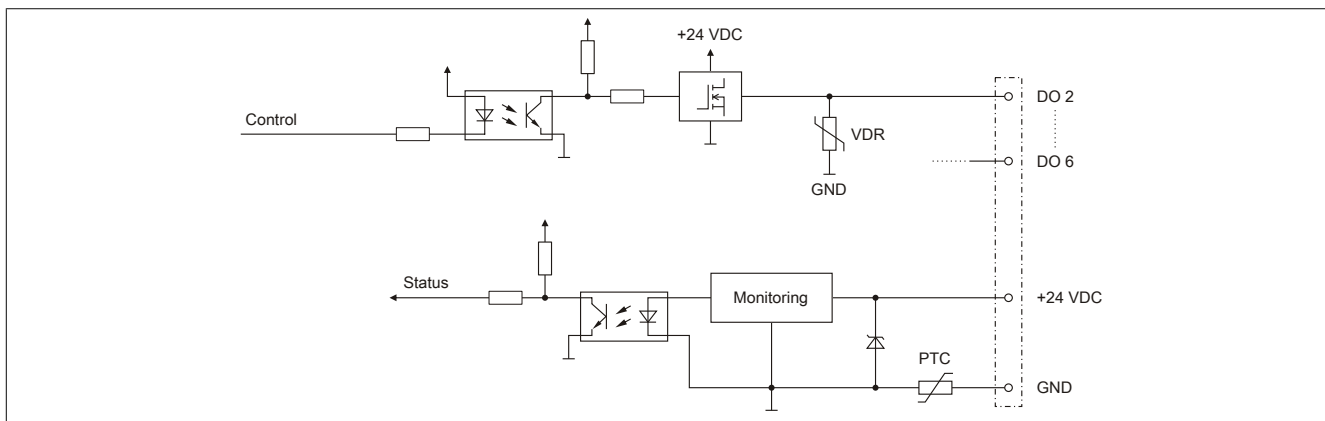 +24 VDC
DO 2
Control
VDR
DO 6
GND
Status
Monitoring
+24 VDC
PTC
GND